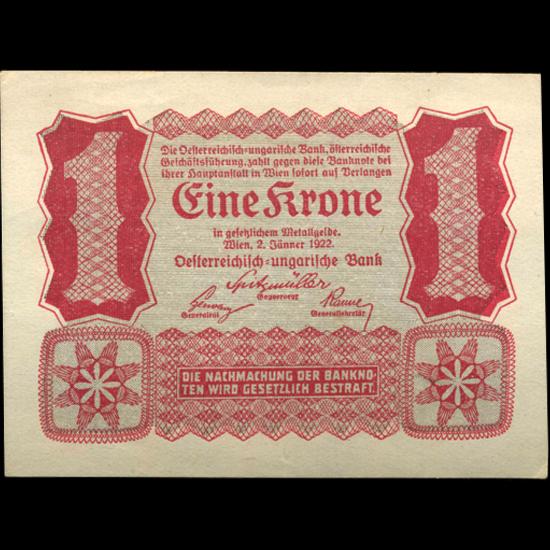 1
1
Die Oesterreichisch-ungarische Bank, österreichische
Geschäftsführung, zahlt gegen diese Banknote bei
ihrer Hauptanstalt in Wien sofort auf Verlangen
Eine Krone
in gesetzlichem Metallgelde.
Wien, 2. Jänner 1922.
Oesterreichisch-ungarische Bank
Spitzmüller
Gouverneur
Generalrat
Generalsekretär
DIE NACHMACHUNG DER BANKNO-
TEN WIRD GESETZLICH BESTRAFT.